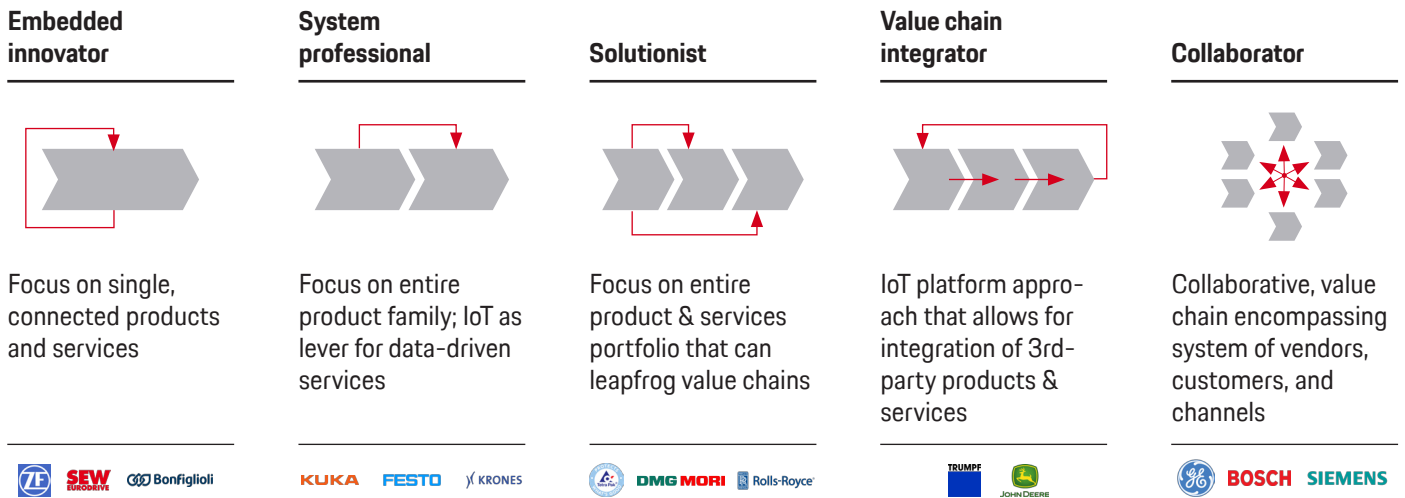 Embedded
innovator
System
professional
Solutionist
Value chain
integrator
Collaborator
Focus on single,
connected products
and services
Focus on entire
product family; IoT as
lever for data-driven
services
Focus on entire
product & services
portfolio that can
leapfrog value chains
IoT platform appro-
ach that allows for
integration of 3rd-
party products &
services
Collaborative, value
chain encompassing
system of vendors,
customers, and
channels
ZF
SEW
EURODRIVE
Bonfiglioli
KUKA
FESTO
KRONES
Tetra Pak
DMG MORI
Rolls-Royce
TRUMPF
JOHN DEERE
GE
BOSCH
SIEMENS